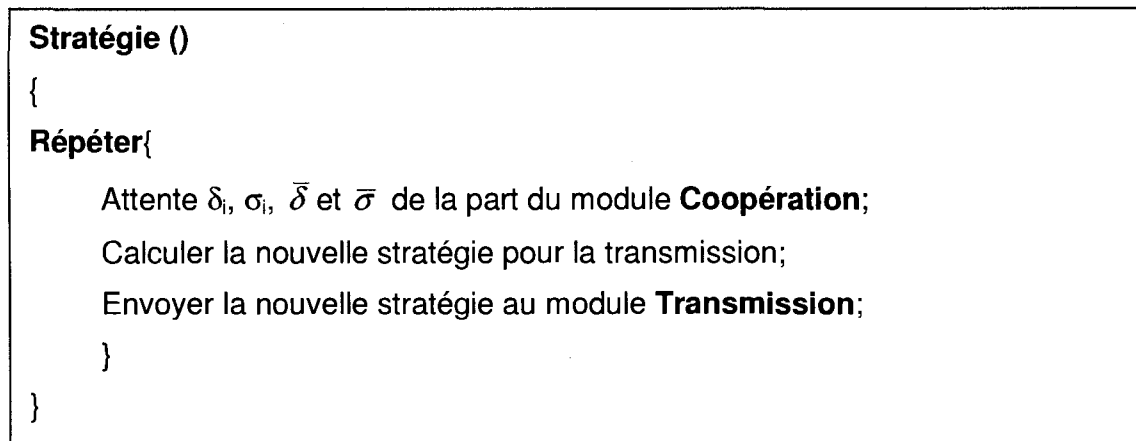 Stratégie ()
{
Répéter{
Attente δi, σi, δ̅ et σ̅ de la part du module Coopération;
Calculer la nouvelle stratégie pour la transmission;
Envoyer la nouvelle stratégie au module Transmission;
}
}